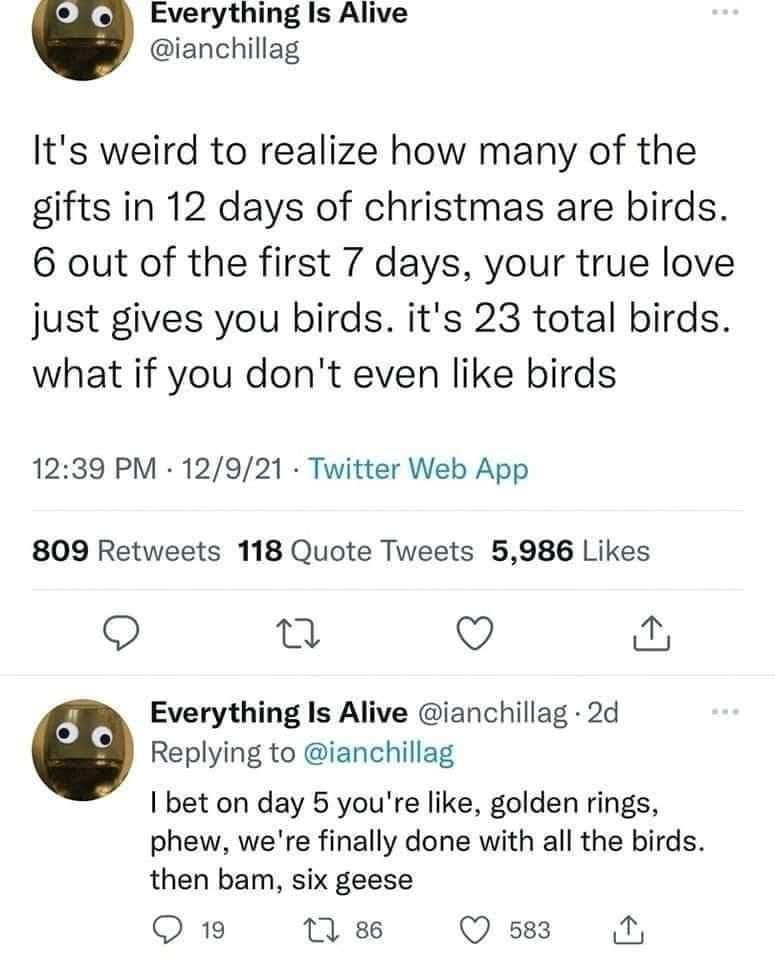 Everything Is Alive
@ianchillag
It's weird to realize how many of the
gifts in 12 days of christmas are birds.
6 out of the first 7 days, your true love
just gives you birds. it's 23 total birds.
what if you don't even like birds
12:39 PM · 12/9/21 · Twitter Web App
809 Retweets 118 Quote Tweets 5,986 Likes
Everything Is Alive @ianchillag · 2d
Replying to @ianchillag
I bet on day 5 you're like, golden rings,
phew, we're finally done with all the birds.
then bam, six geese
19 86 583